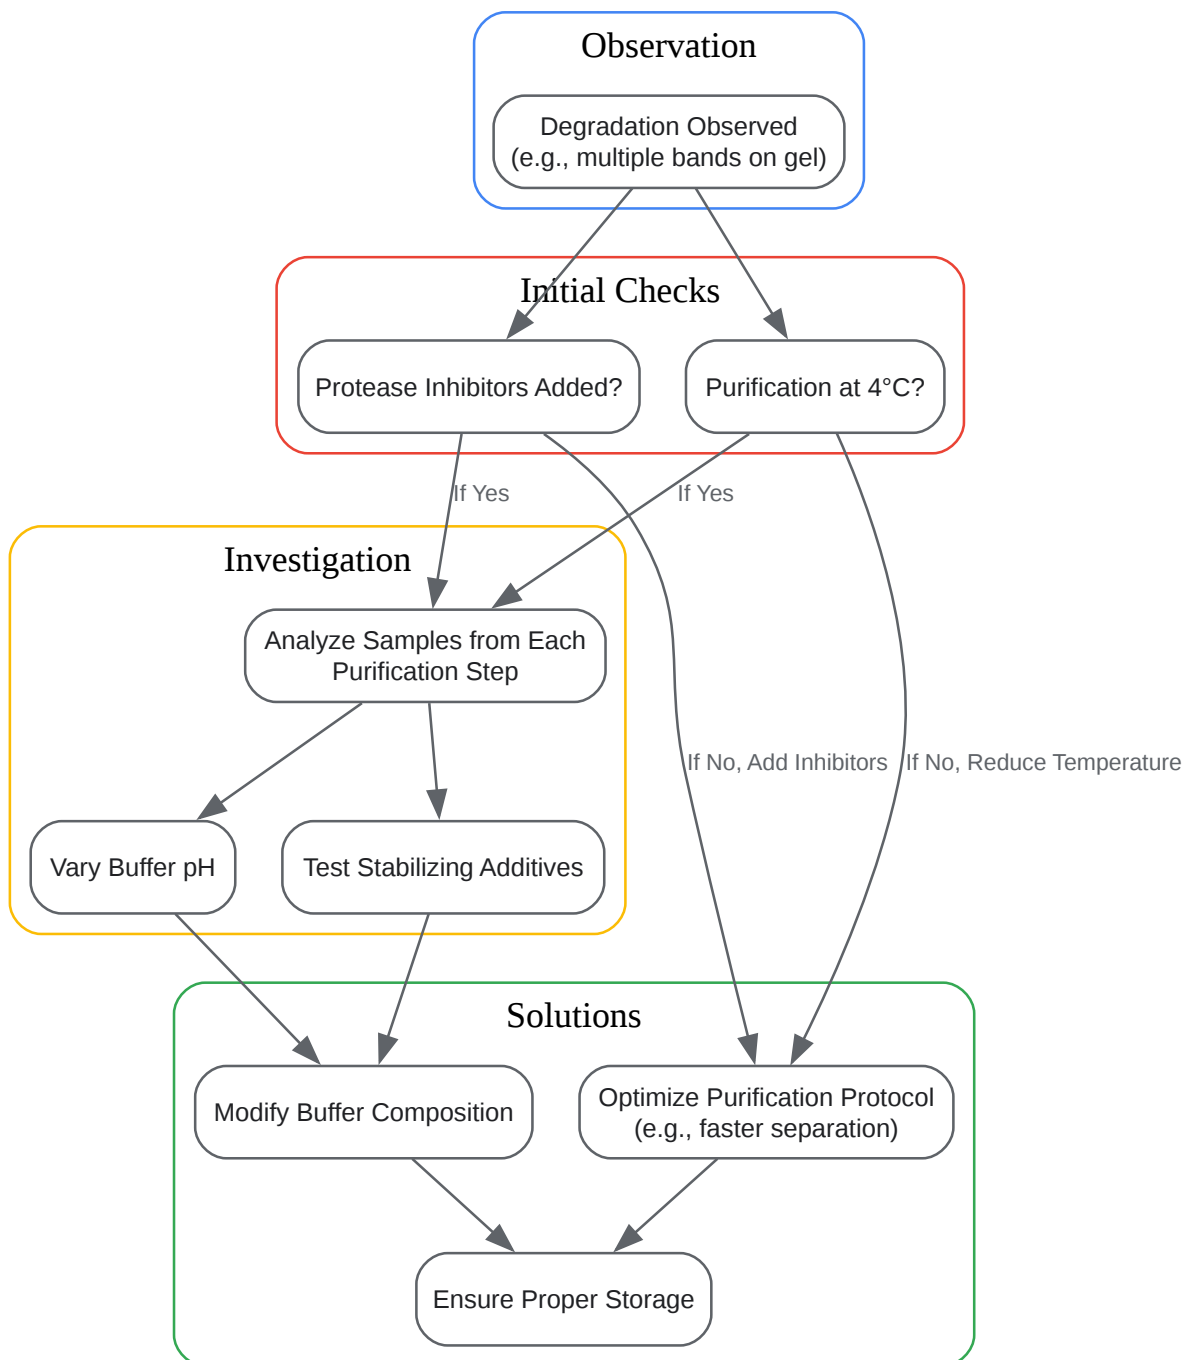 Observation
Degradation Observed
(e.g., multiple bands on gel)
Initial Checks
Protease Inhibitors Added?
Purification at 4°C?
If Yes
If Yes
Investigation
Analyze Samples from Each
Purification Step
If No, Add Inhibitors
If No, Reduce Temperature
Vary Buffer pH
Test Stabilizing Additives
Solutions
Modify Buffer Composition
Optimize Purification Protocol
(e.g., faster separation)
Ensure Proper Storage